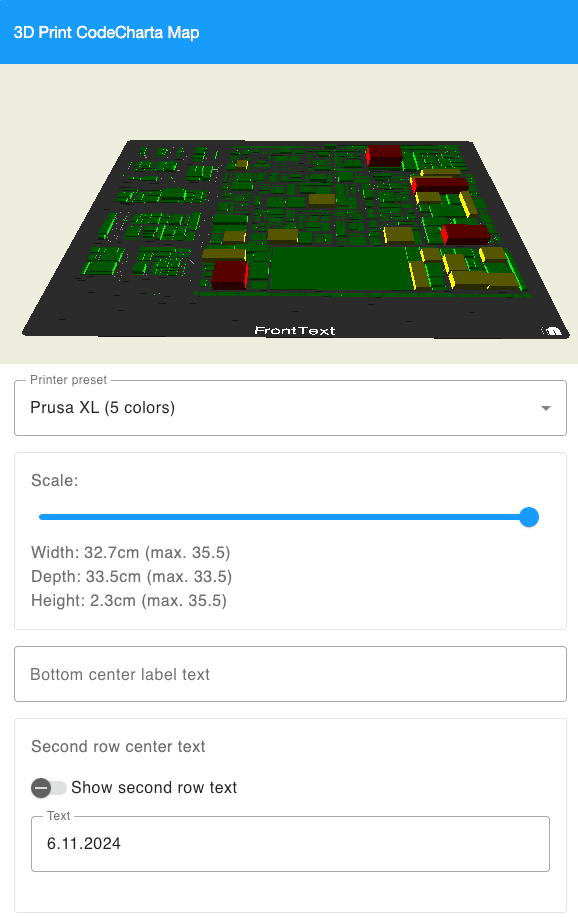 3D Print CodeCharta Map
FrontText
Printer preset
Prusa XL (5 colors)
Scale:
Width: 32.7cm (max. 35.5)
Depth: 33.5cm (max. 33.5)
Height: 2.3cm (max. 35.5)
Bottom center label text
Second row center text
Show second row text
Text
6.11.2024